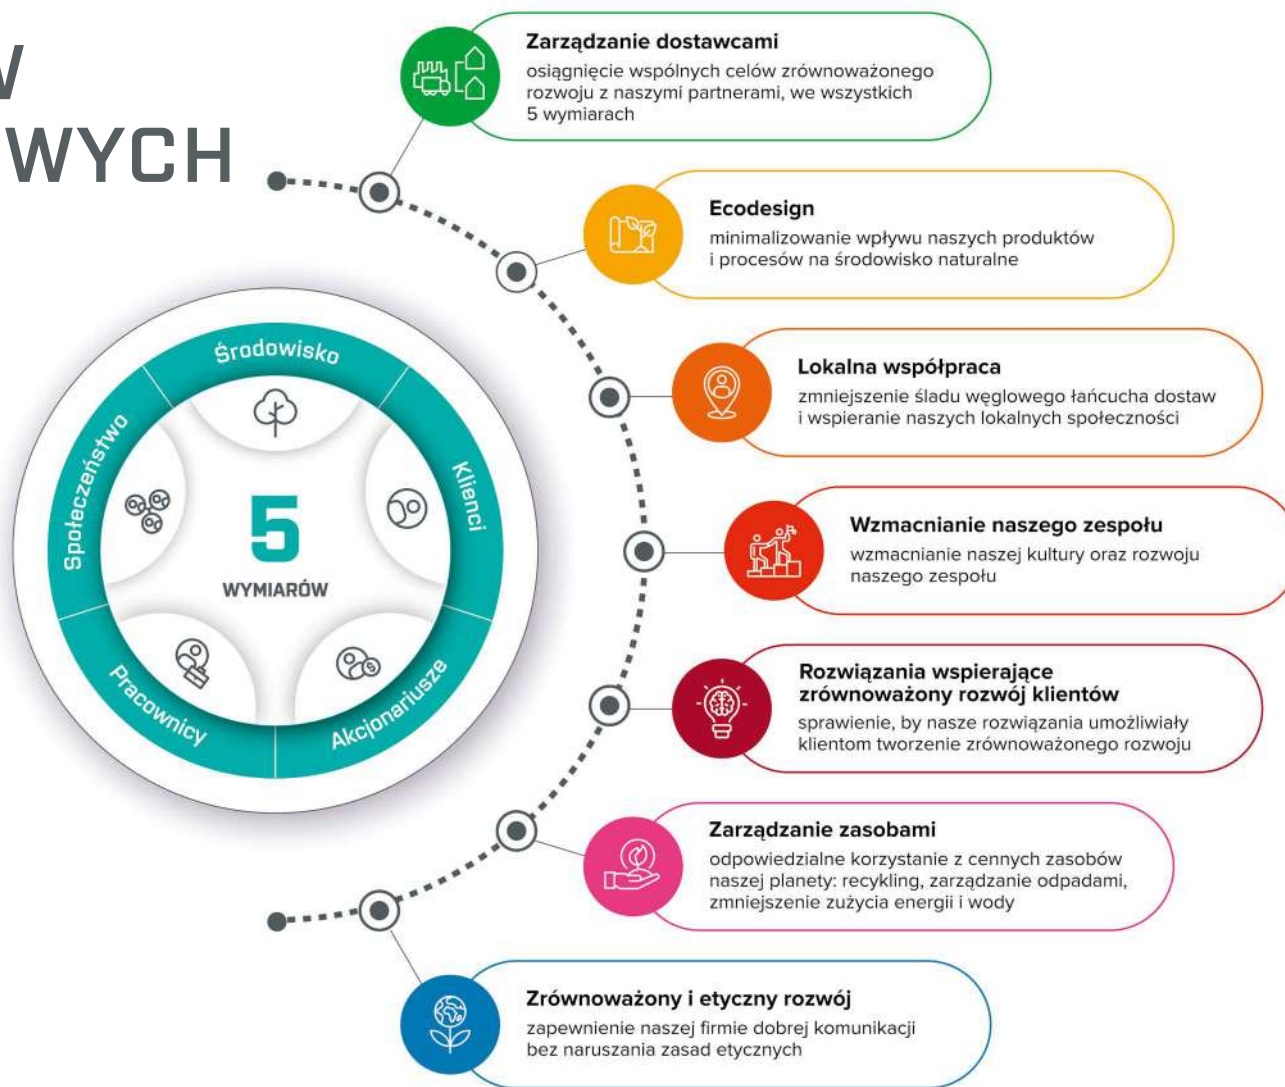 W
WYCH
Zarządzanie dostawcami
osiągnięcie wspólnych celów zrównoważonego
rozwoju z naszymi partnerami, we wszystkich
5 wymiarach
Ecodesign
minimalizowanie wpływu naszych produktów
i procesów na środowisko naturalne
Lokalna współpraca
zmniejszenie śladu węglowego łańcucha dostaw
i wspieranie naszych lokalnych społeczności
Wzmacnianie naszego zespołu
wzmacnianie naszej kultury oraz rozwoju
naszego zespołu
Rozwiązania wspierające
zrównoważony rozwój klientów
sprawienie, by nasze rozwiązania umożliwiały
klientom tworzenie zrównoważonego rozwoju
Zarządzanie zasobami
odpowiedzialne korzystanie z cennych zasobów
naszej planety: recykling, zarządzanie odpadami,
zmniejszenie zużycia energii i wody
Zrównoważony i etyczny rozwój
zapewnienie naszej firmie dobrej komunikacji
bez naruszania zasad etycznych
Środowisko
Klienci
Akcjonariusze
Pracownicy
Społeczeństwo
5
WYMIARÓW